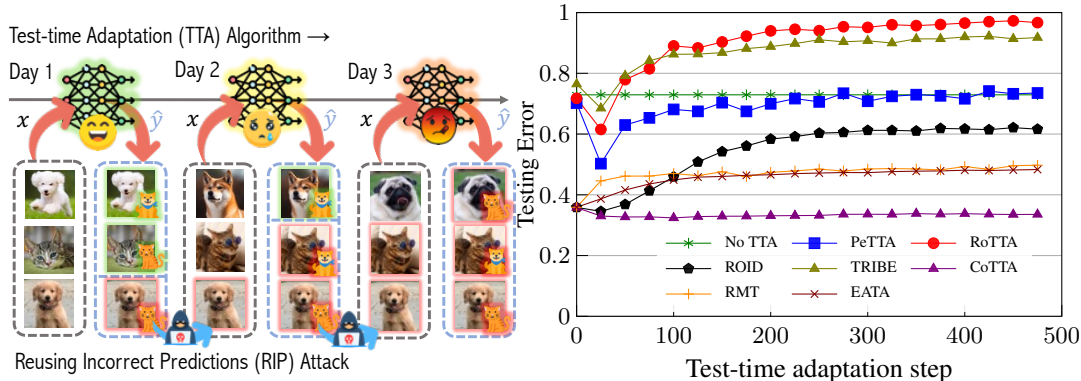 Test-time Adaptation (TTA) Algorithm →
Day 1
Day 2
Day 3
x
ŷ
x
ŷ
x
ŷ
Reusing Incorrect Predictions (RIP) Attack
Testing Error
1
0.8
0.6
0.4
0.2
0
No TTA
PeTTA
RoTTA
ROID
TRIBE
CoTTA
RMT
EATA
0
100
200
300
400
500
Test-time adaptation step